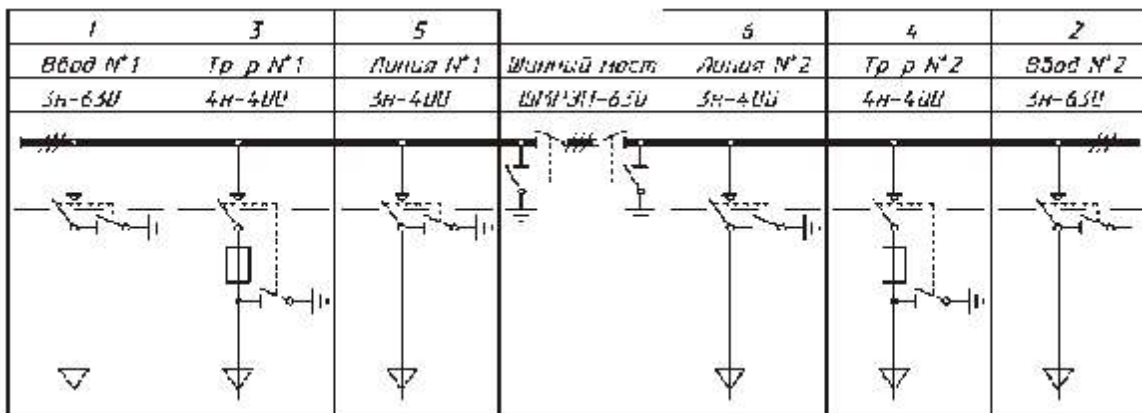 1 3 5 6 4 2
Ввод №1 Тр-р №1 Линия №1 Шинный мост Линия №2 Тр-р №2 Ввод №2
3н-630 4н-400 3н-400 3н-400 4н-400 3н-630